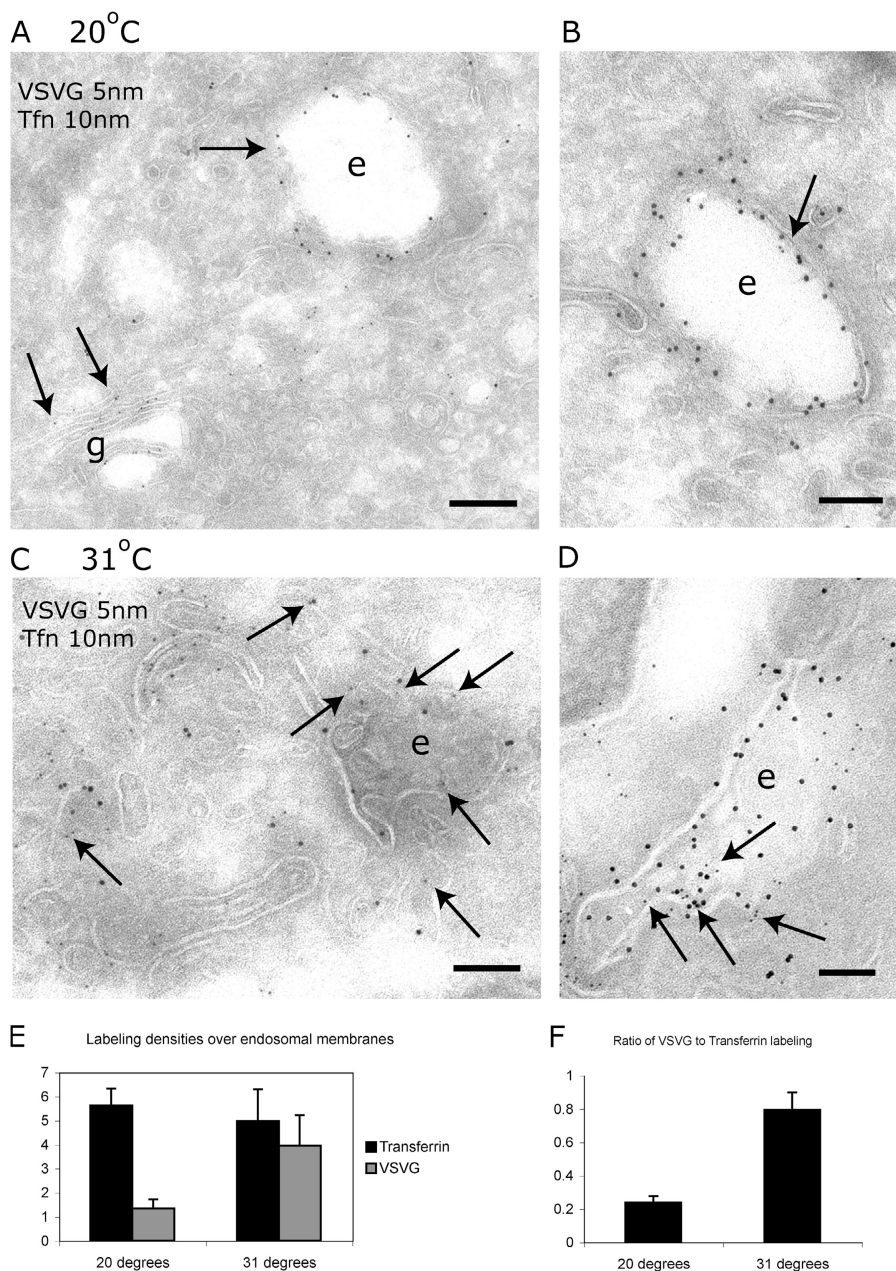 A 20°C
VSVG 5nm
Tfn 10nm
e
g
B
e
C 31°C
VSVG 5nm
Tfn 10nm
e
D
e
E
Labeling densities over endosomal membranes
7
6
5
4
3
2
1
0
20 degrees 31 degrees
Transferrin
VSVG
F
Ratio of VSVG to Transferrin labeling
1
0.8
0.6
0.4
0.2
0
20 degrees 31 degrees